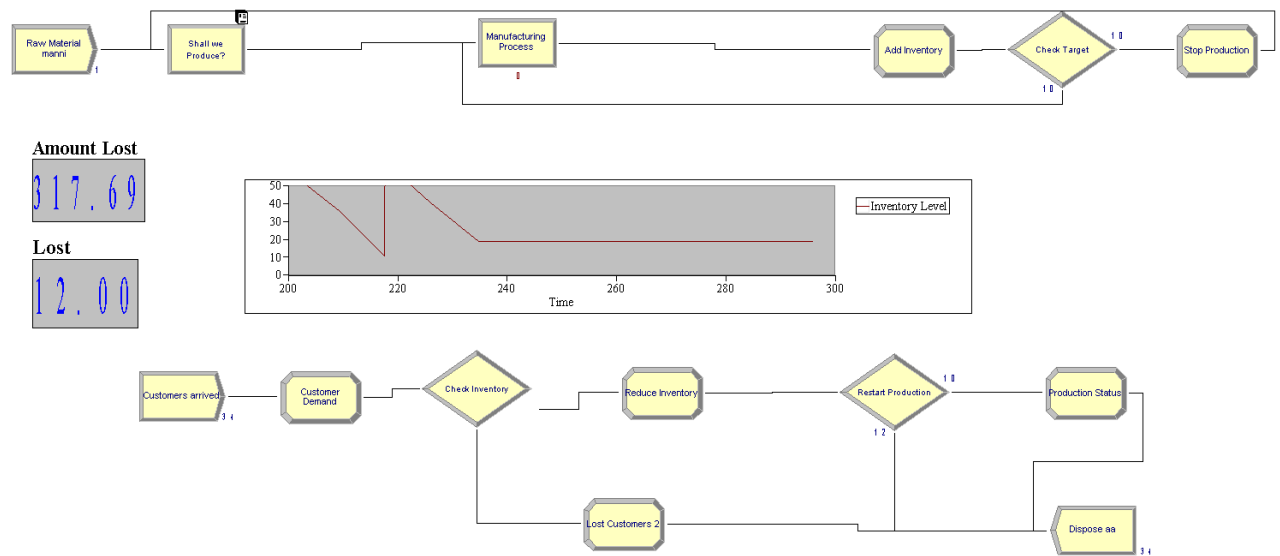 Raw Material
manni
1
Shall we
Produce?
Manufacturing
Process
0
Add Inventory
Check Target
10
10
Stop Production
Amount Lost
317.69
Lost
12.00
50
40
30
20
10
0
200
220
240
260
280
300
Time
Inventory Level
Customers arrived
34
Customer
Demand
Check Inventory
Reduce Inventory
Restart Production
10
12
Production Status
Lost Customers 2
Dispose aa
34